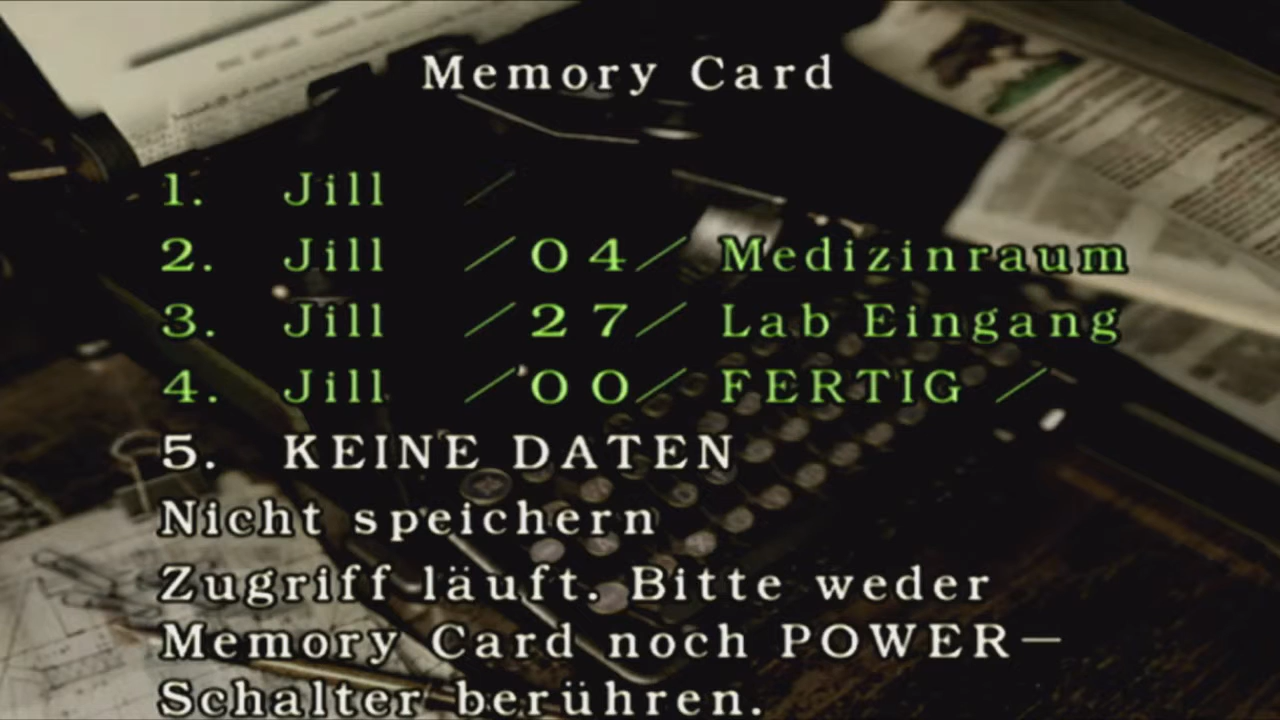 Memory Card
1. Jill ／
2. Jill ／04／ Medizinraum
3. Jill ／27／ Lab Eingang
4. Jill ／00／ FERTIG ／
5. KEINE DATEN
Nicht speichern
Zugriff läuft. Bitte weder
Memory Card noch POWER—
Schalter berühren.